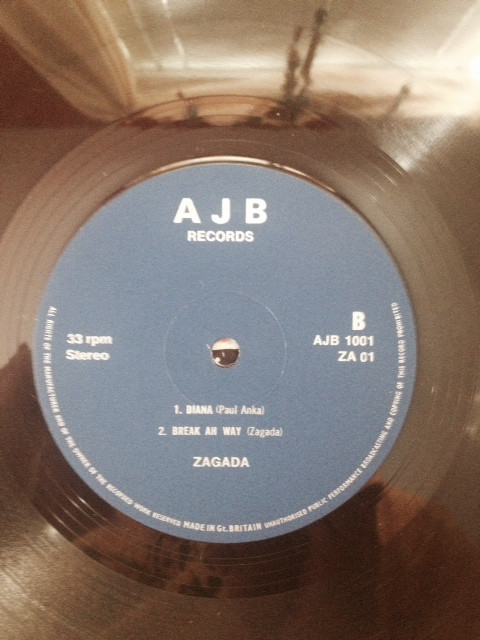 A J B
RECORDS
33 rpm
Stereo
B
AJB 1001
ZA 01
1. DIANA (Paul Anka)
2. BREAK AH WAY (Zagada)
ZAGADA
ALL RIGHTS OF THE MANUFACTURER AND OF THE OWNER OF THE RECORDED WORK RESERVED MADE IN Gt. BRITAIN UNAUTHORISED PUBLIC PERFORMANCE BROADCASTING AND COPYING OF THIS RECORD PROHIBITED